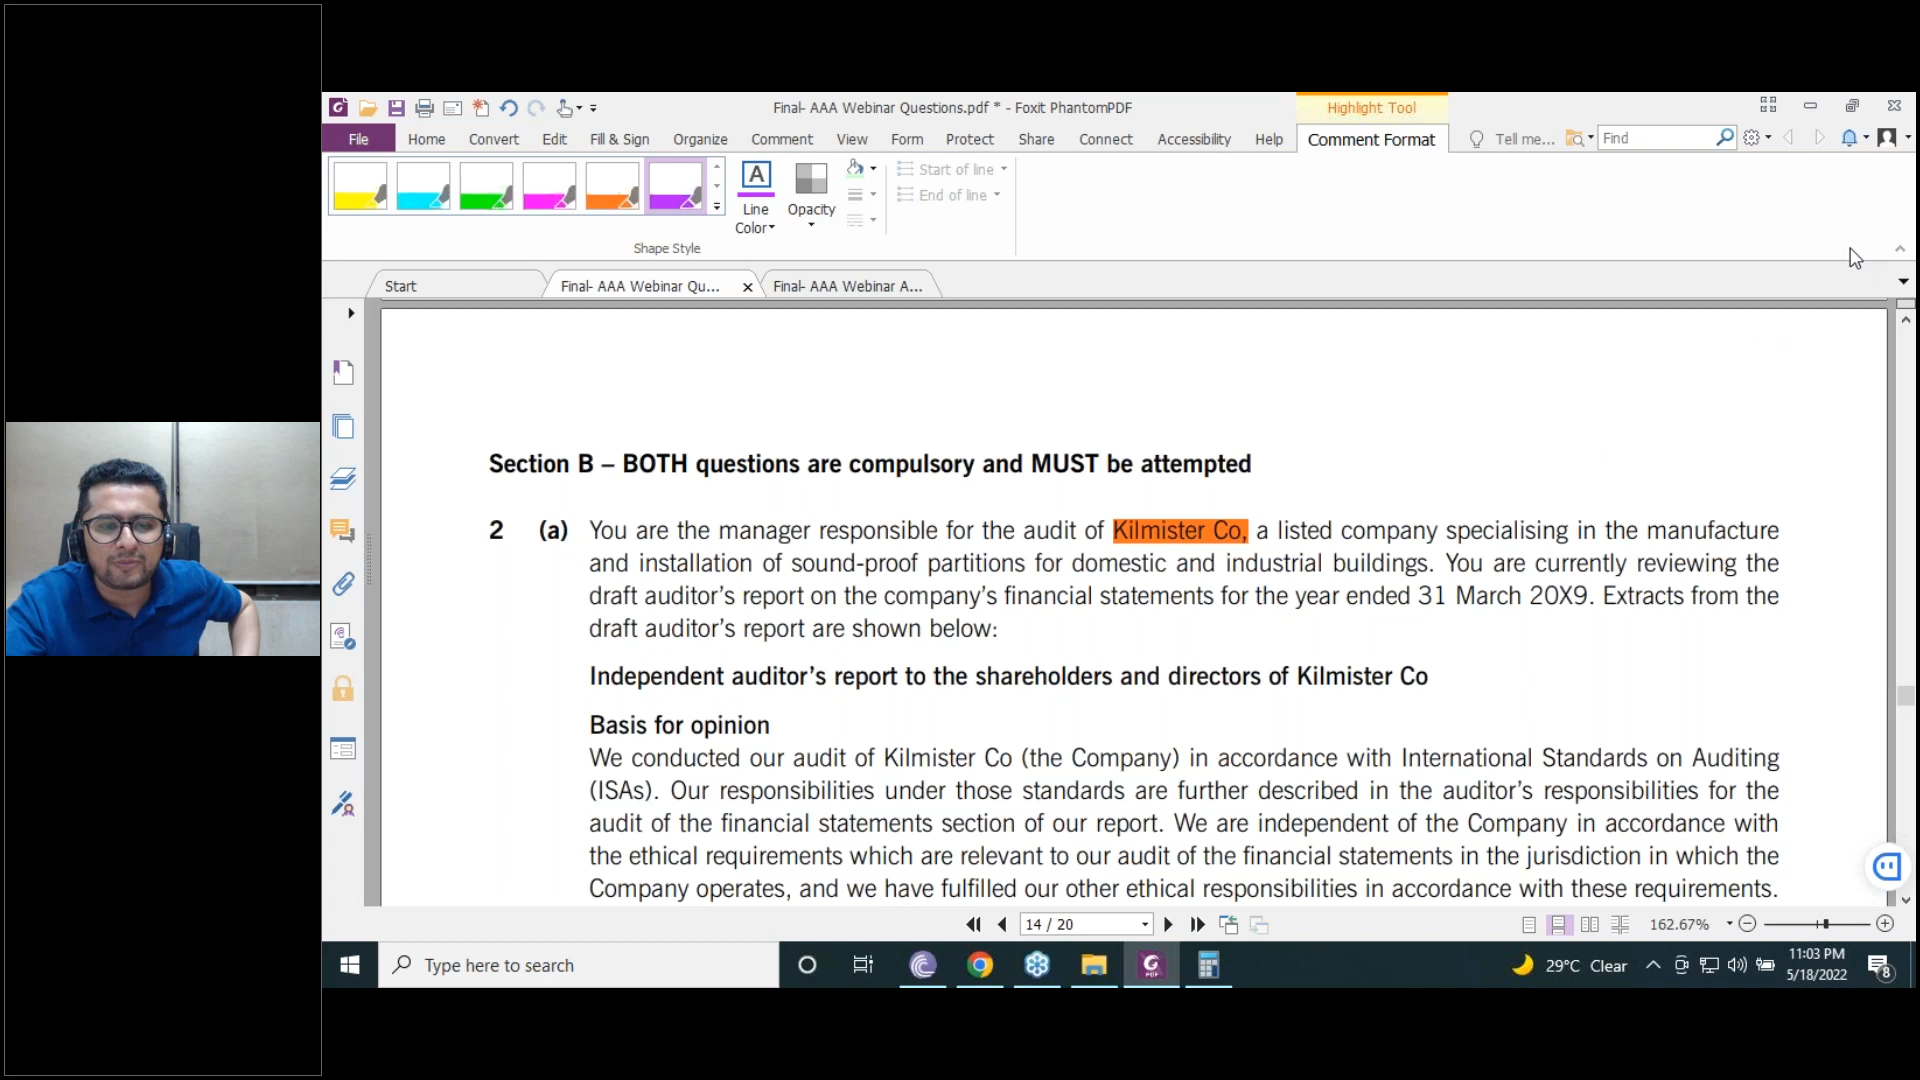 Final- AAA Webinar Questions.pdf * - Foxit PhantomPDF
Highlight Tool
File
Home
Convert
Edit
Fill & Sign
Organize
Comment
View
Form
Protect
Share
Connect
Accessibility
Help
Comment Format
Tell me...
Find
Line
Color
Opacity
Start of line
End of line
Shape Style
Start
Final- AAA Webinar Qu...
Final- AAA Webinar A...
Section B – BOTH questions are compulsory and MUST be attempted
2 (a) You are the manager responsible for the audit of Kilmister Co, a listed company specialising in the manufacture
and installation of sound-proof partitions for domestic and industrial buildings. You are currently reviewing the
draft auditor’s report on the company’s financial statements for the year ended 31 March 20X9. Extracts from the
draft auditor’s report are shown below:
Independent auditor’s report to the shareholders and directors of Kilmister Co
Basis for opinion
We conducted our audit of Kilmister Co (the Company) in accordance with International Standards on Auditing
(ISAs). Our responsibilities under those standards are further described in the auditor’s responsibilities for the
audit of the financial statements section of our report. We are independent of the Company in accordance with
the ethical requirements which are relevant to our audit of the financial statements in the jurisdiction in which the
Company operates, and we have fulfilled our other ethical responsibilities in accordance with these requirements.
14 / 20
162.67%
Type here to search
29°C Clear
11:03 PM
5/18/2022
8